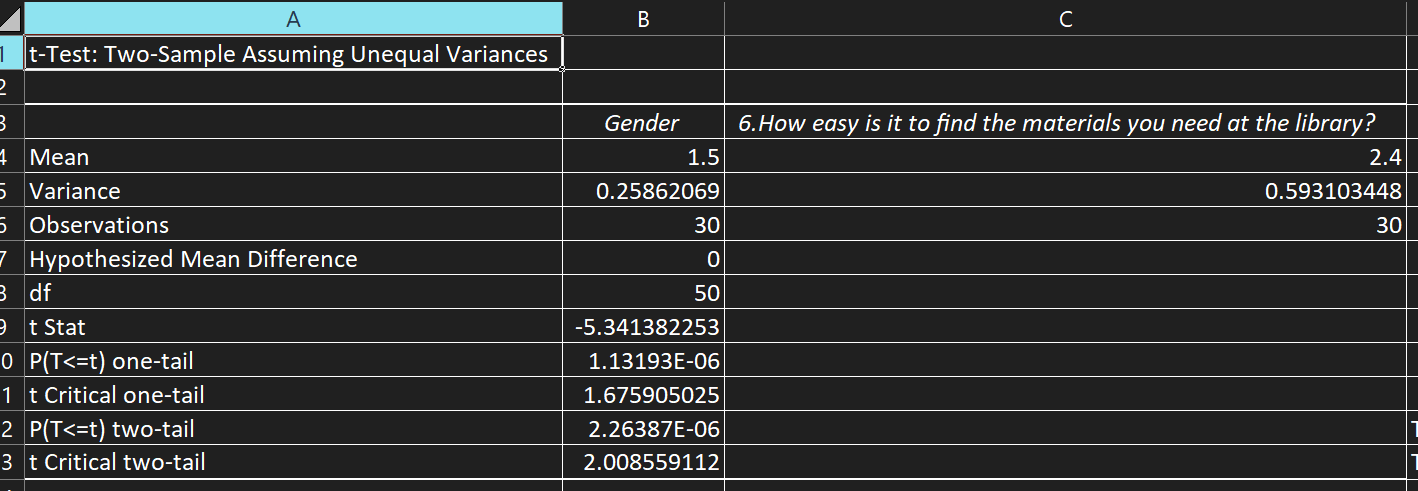 A B C
1 t-Test: Two-Sample Assuming Unequal Variances
2
3 Gender 6.How easy is it to find the materials you need at the library?
4 Mean 1.5 2.4
5 Variance 0.25862069 0.593103448
6 Observations 30 30
7 Hypothesized Mean Difference 0
8 df 50
9 t Stat -5.341382253
0 P(T<=t) one-tail 1.13193E-06
1 t Critical one-tail 1.675905025
2 P(T<=t) two-tail 2.26387E-06 T
3 t Critical two-tail 2.008559112 T